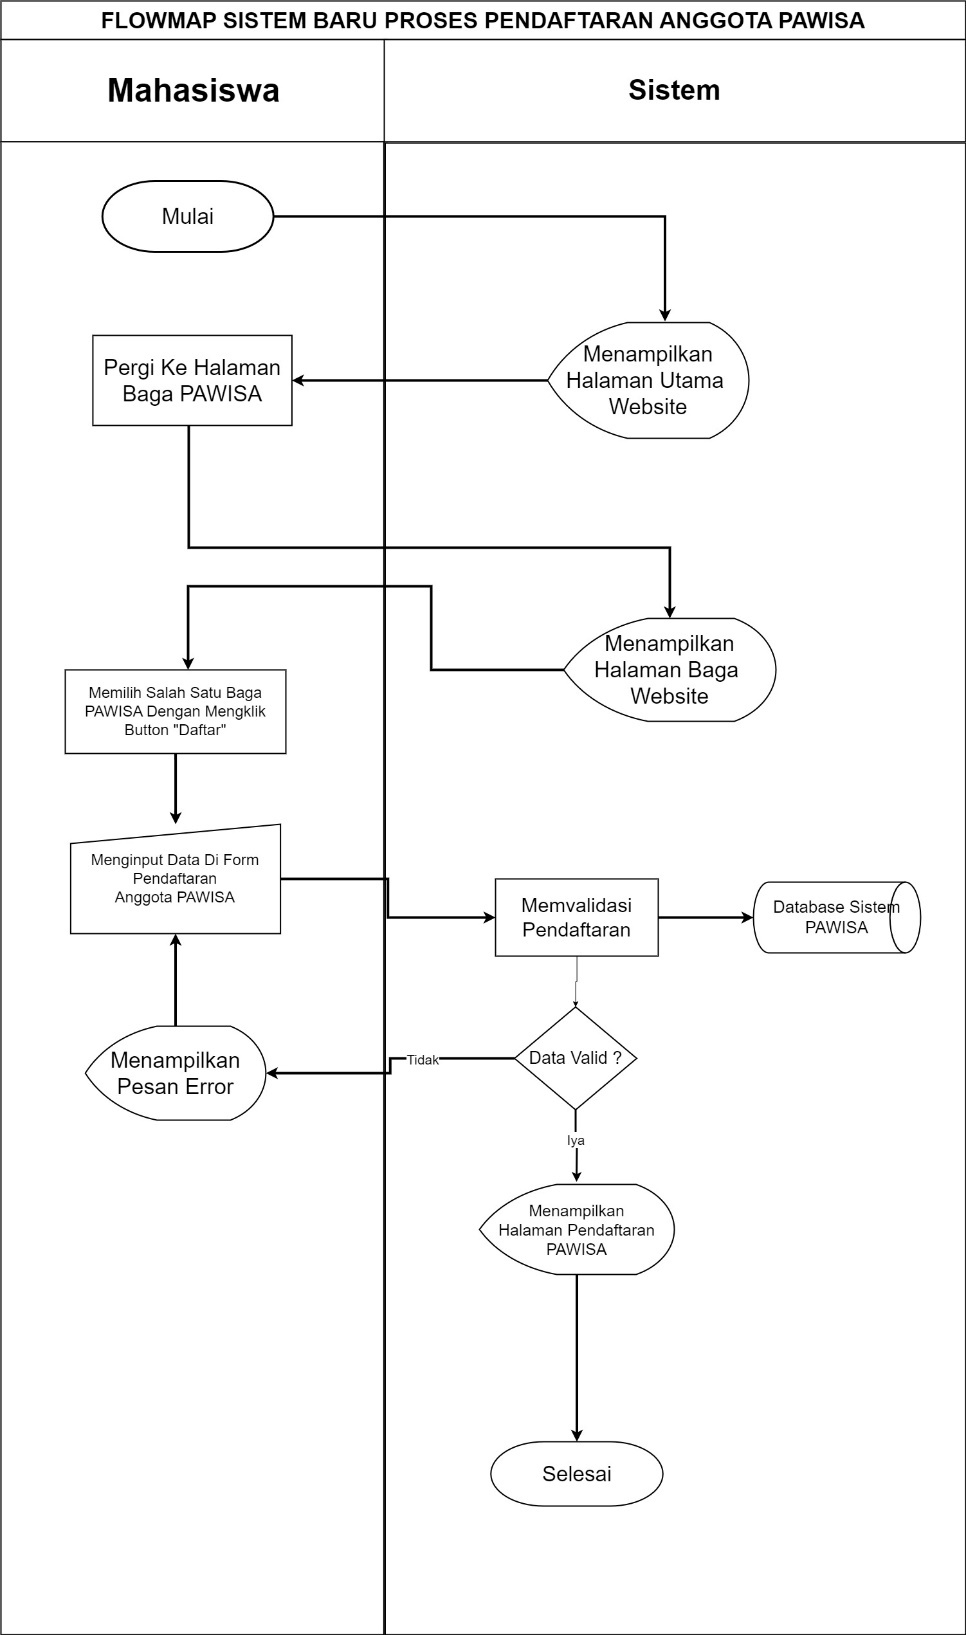 FLOWMAP SISTEM BARU PROSES PENDAFTARAN ANGGOTA PAWISA
Mahasiswa
Sistem
Mulai
Menampilkan
Halaman Utama
Website
Pergi Ke Halaman
Baga PAWISA
Menampilkan
Halaman Baga
Website
Memilih Salah Satu Baga
PAWISA Dengan Mengklik
Button "Daftar"
Menginput Data Di Form
Pendaftaran
Anggota PAWISA
Memvalidasi
Pendaftaran
Database Sistem
PAWISA
Data Valid ?
Tidak
Menampilkan
Pesan Error
Iya
Menampilkan
Halaman Pendaftaran
PAWISA
Selesai